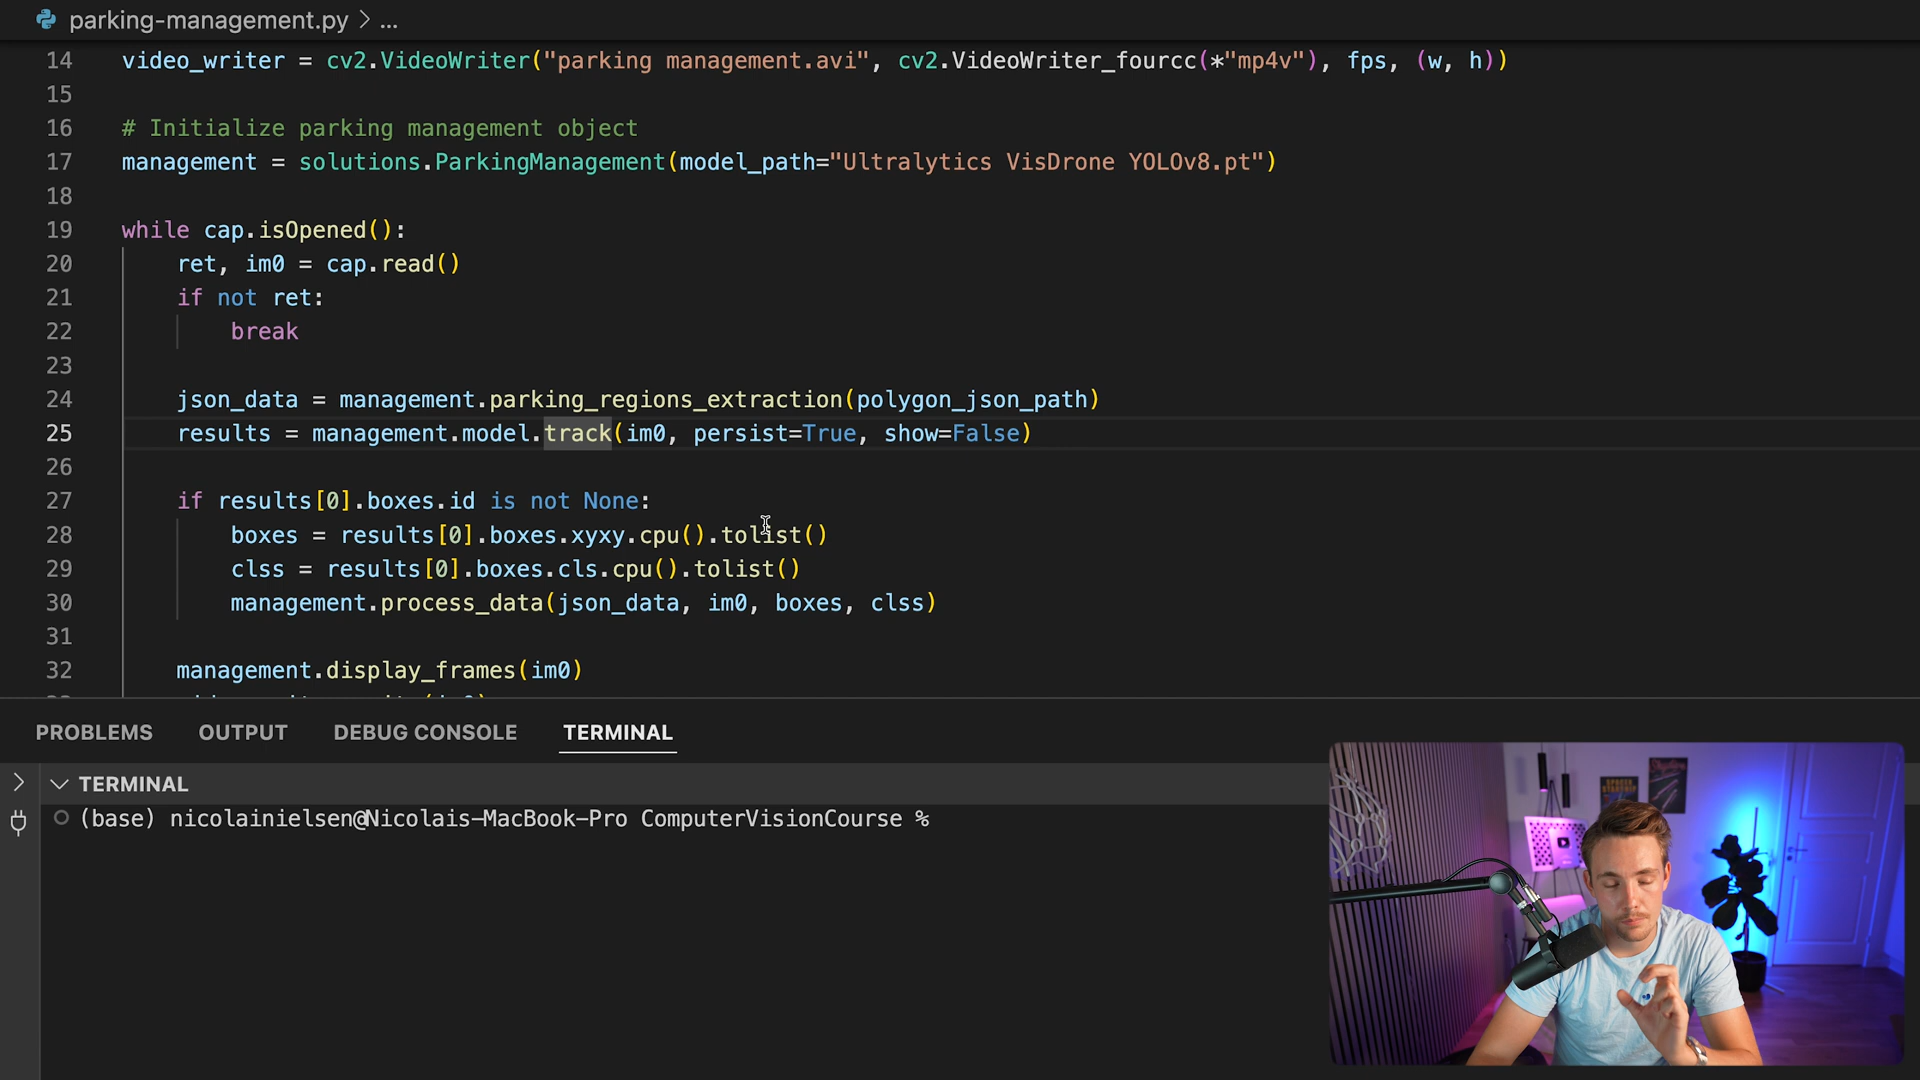 parking-management.py > ...
14 video_writer = cv2.VideoWriter("parking management.avi", cv2.VideoWriter_fourcc(*"mp4v"), fps, (w, h))
15
16 # Initialize parking management object
17 management = solutions.ParkingManagement(model_path="Ultralytics VisDrone YOLOv8.pt")
18
19 while cap.isOpened():
20 ret, im0 = cap.read()
21 if not ret:
22 break
23
24 json_data = management.parking_regions_extraction(polygon_json_path)
25 results = management.model.track(im0, persist=True, show=False)
26
27 if results[0].boxes.id is not None:
28 boxes = results[0].boxes.xyxy.cpu().tolist()
29 clss = results[0].boxes.cls.cpu().tolist()
30 management.process_data(json_data, im0, boxes, clss)
31
32 management.display_frames(im0)
PROBLEMS OUTPUT DEBUG CONSOLE TERMINAL
TERMINAL
(base) nicolainielsen@Nicolais-MacBook-Pro ComputerVisionCourse %